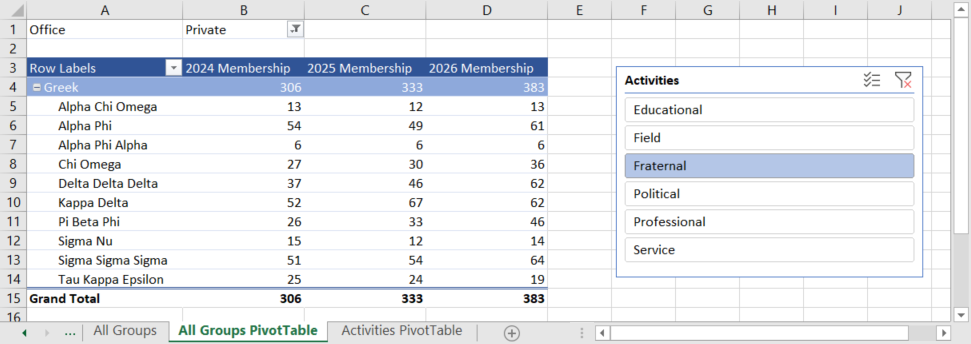 A B C D E F G H I J
1 Office Private
2
3 Row Labels 2024 Membership 2025 Membership 2026 Membership
4 Greek 306 333 383
5 Alpha Chi Omega 13 12 13
6 Alpha Phi 54 49 61
7 Alpha Phi Alpha 6 6 6
8 Chi Omega 27 30 36
9 Delta Delta Delta 37 46 62
10 Kappa Delta 52 67 62
11 Pi Beta Phi 26 33 46
12 Sigma Nu 15 12 14
13 Sigma Sigma Sigma 51 54 64
14 Tau Kappa Epsilon 25 24 19
15 Grand Total 306 333 383
16
Activities
Educational
Field
Fraternal
Political
Professional
Service
... All Groups All Groups PivotTable Activities PivotTable